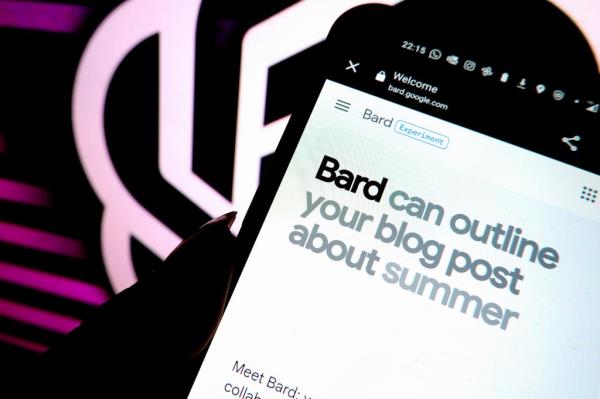 22:15
Welcome
bard.google.com
Bard Experiment
Bard can outline
your blog post
about summer
Meet Bard: